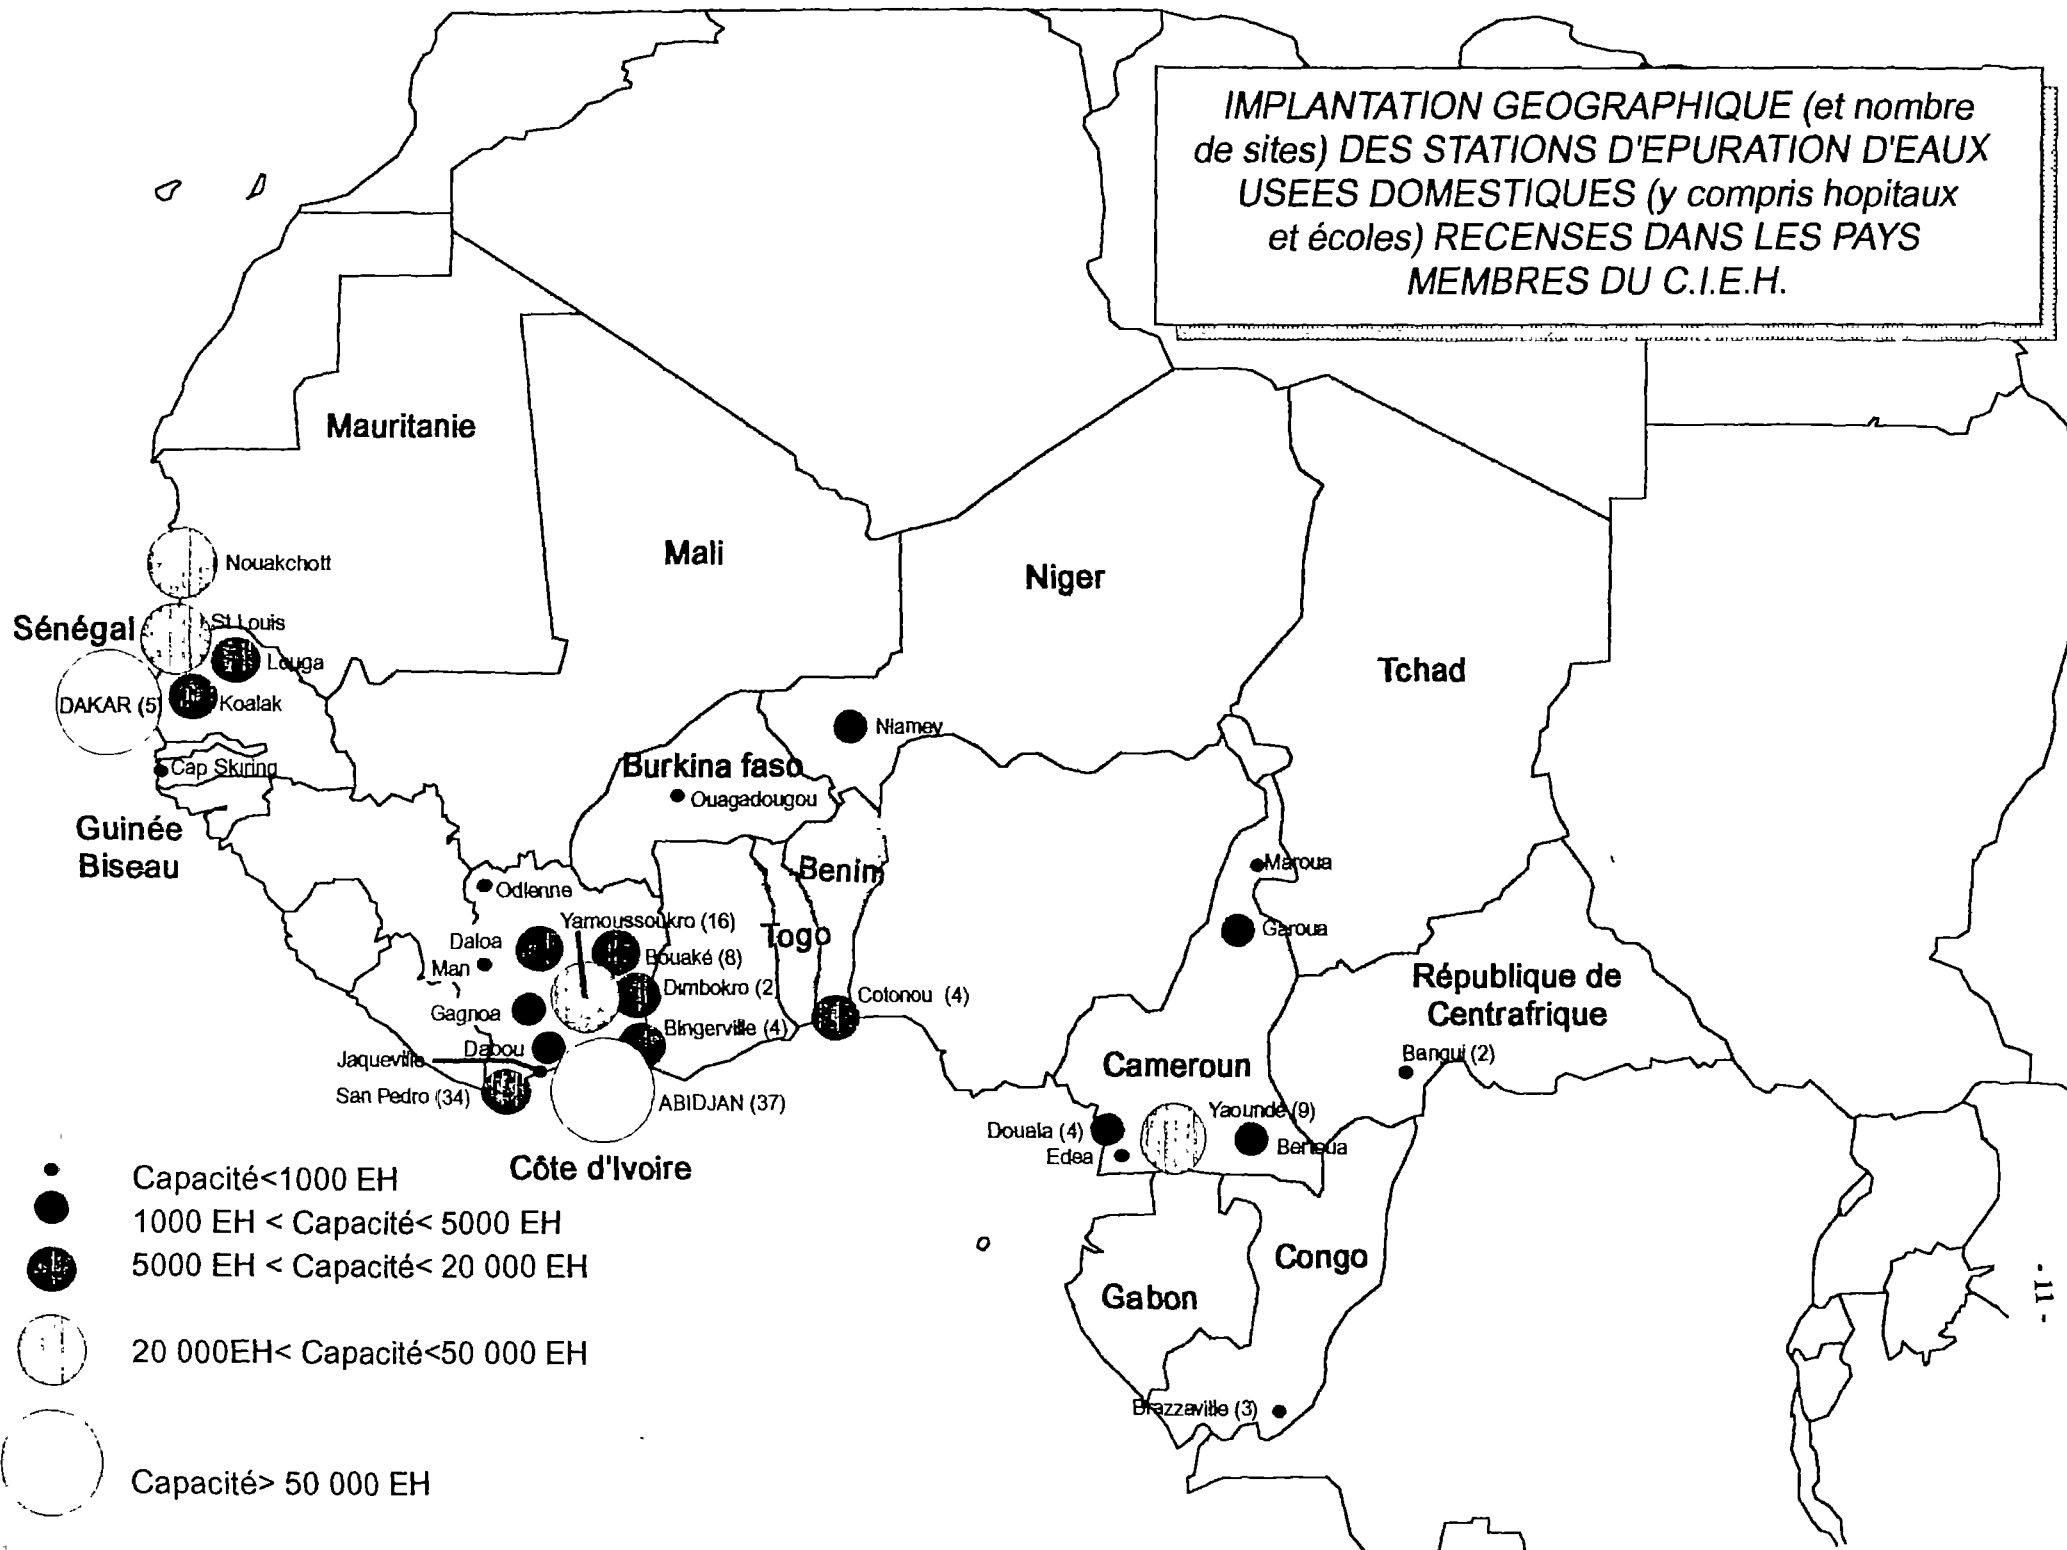 IMPLANTATION GEOGRAPHIQUE (et nombre
de sites) DES STATIONS D'EPURATION D'EAUX
USEES DOMESTIQUES (y compris hopitaux
et écoles) RECENSES DANS LES PAYS
MEMBRES DU C.I.E.H.
Mauritanie
Nouakchott
Mali
Niger
Sénégal
St Louis
Louga
DAKAR (5)
Koalak
Tchad
Niamey
Cap Skiring
Burkina faso
Ouagadougou
Guinée
Biseau
Benin
Maroua
Odienne
Yamoussoukro (16)
Togo
Garoua
Daloa
Bouaké (8)
Man
Dimbokro (2)
République de
Centrafrique
Cotonou (4)
Gagnoa
Bingerville (4)
Dabou
Jaqueville
Cameroun
Bangui (2)
San Pedro (34)
ABIDJAN (37)
Yaoundé (9)
Douala (4)
Bertoua
Edea
Côte d'Ivoire
Capacité<1000 EH
1000 EH < Capacité< 5000 EH
5000 EH < Capacité< 20 000 EH
20 000EH< Capacité<50 000 EH
Capacité> 50 000 EH
Congo
Gabon
Brazzaville (3)
- 11 -